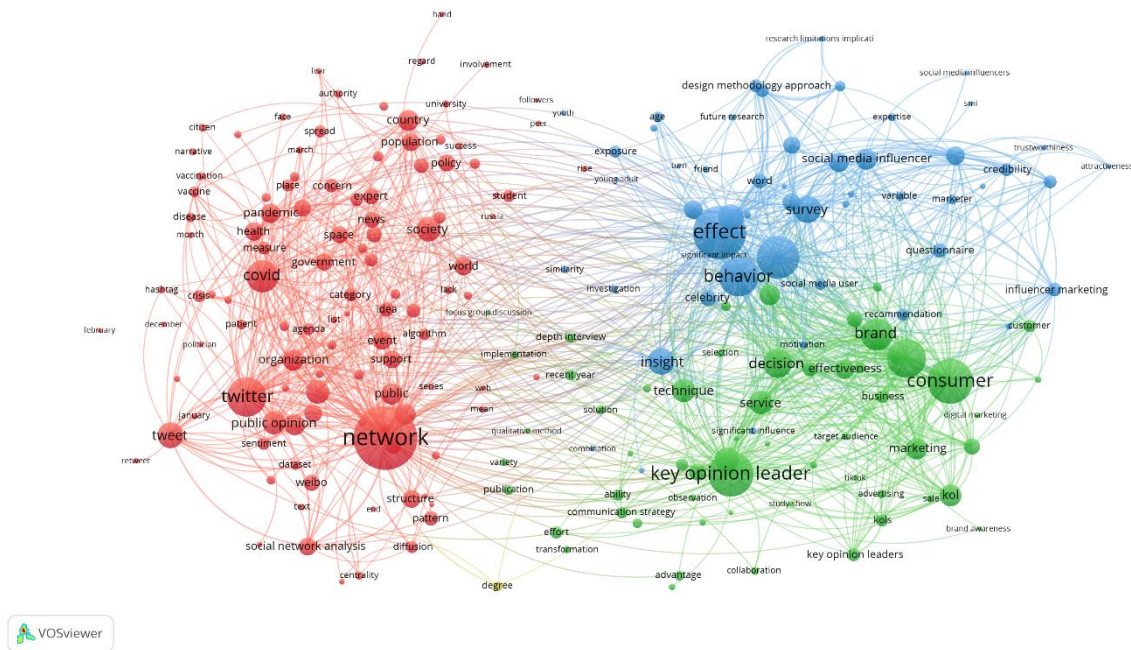 hand
research limitations implicati
regard
involvement
fear
social media influencers
authority
design methodology approach
university
followers
smi
face
country
youth
age
future research
expertise
citizen
spread
peer
march
population
success
trustworthiness
narrative
exposure
turn
social media influencer
policy
rise
friend
credibility
attractiveness
vaccination
place
concern
young adult
word
vaccine
expert
student
variable
marketer
disease
pandemic
news
russia
survey
month
health
space
society
effect
measure
significant impact
questionnaire
government
world
similarity
covid
behavior
social media user
hashtag
crisis
category
lack
investigation
celebrity
influencer marketing
idea
focus group discussion
recommendation
february
december
patient
list
agenda
event
algorithm
depth interview
brand
customer
politician
organization
support
implementation
selection
motivation
insight
decision
effectiveness
recent year
consumer
twitter
public
series
web
technique
service
business
january
mean
solution
digital marketing
tweet
public opinion
network
qualitative method
significant influence
target audience
sentiment
combination
marketing
retweet
dataset
variety
key opinion leader
tiktok
weibo
publication
ability
observation
advertising
sale
kol
text
end
structure
communication strategy
study show
pattern
effort
kols
brand awareness
social network analysis
diffusion
transformation
key opinion leaders
centrality
degree
advantage
collaboration
VOSviewer